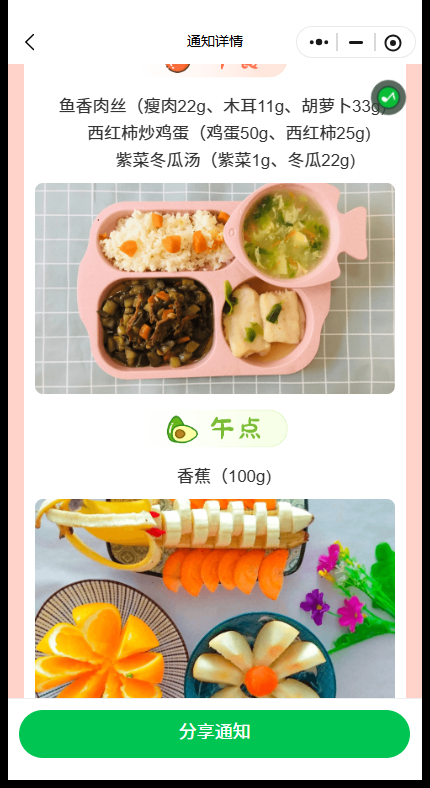 通知详情
鱼香肉丝（瘦肉22g、木耳11g、胡萝卜33g）
西红柿炒鸡蛋（鸡蛋50g、西红柿25g）
紫菜冬瓜汤（紫菜1g、冬瓜22g）
午点
香蕉（100g）
分享通知